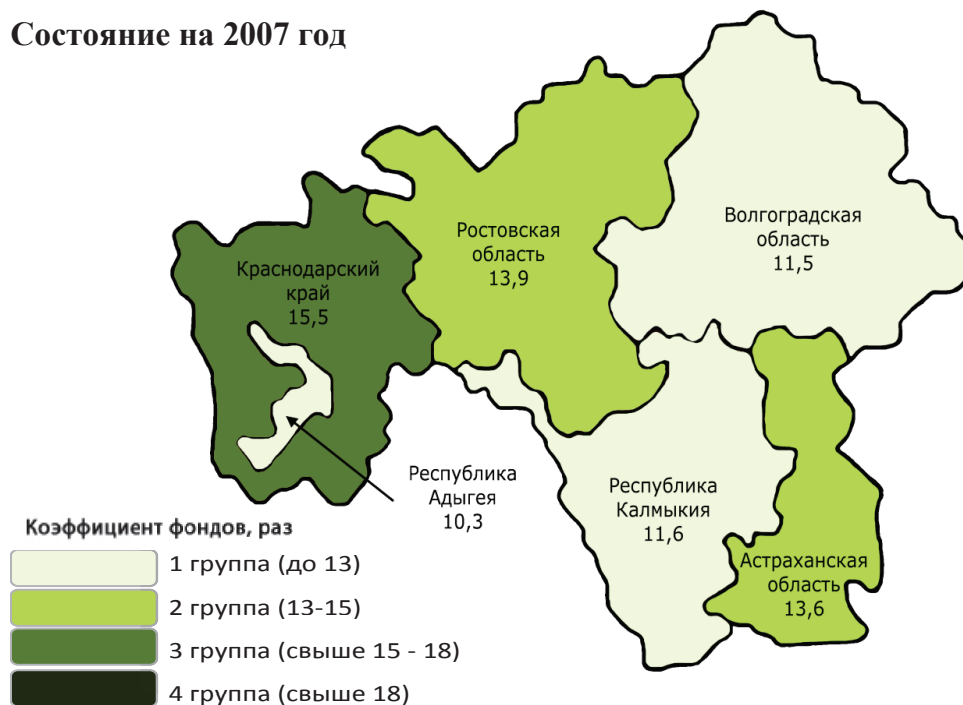 Состояние на 2007 год
Волгоградская
область
11,5
Ростовская
область
13,9
Краснодарский
край
15,5
Республика
Адыгея
10,3
Республика
Калмыкия
11,6
Астраханская
область
13,6
Коэффициент фондов, раз
1 группа (до 13)
2 группа (13-15)
3 группа (свыше 15 - 18)
4 группа (свыше 18)